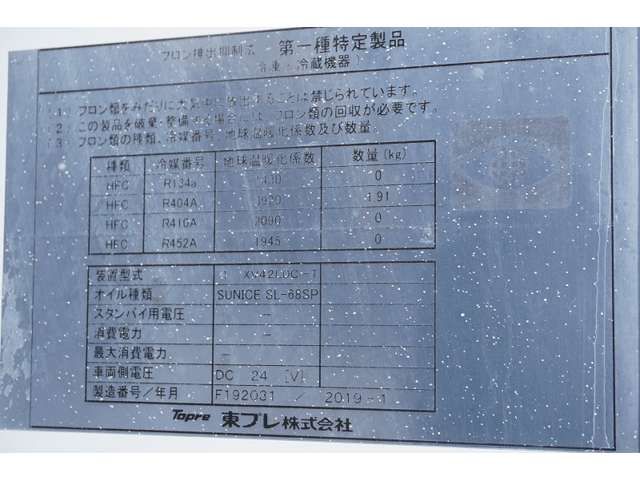 フロン排出抑制法 第一種特定製品
冷凍・冷蔵機器
(1) フロン類をみだりに大気中に放出することは禁じられています。
(2) この製品を破棄・整備する場合には、フロン類の回収が必要です。
(3) フロン類の種類、冷媒番号、地球温暖化係数及び数量。
種類 冷媒番号 地球温暖化係数 数量(kg)
HFC R134a 1430 0
HFC R404A 3920
HFC 0
HFC R452A 1945 0
装置型式
オイル種類 SUNICE SL-68SP
スタンバイ用電圧 -
消費電力 -
最大消費電力 -
車両側電圧 DC 24 [V]
製造番号/年月 F192031 / 2019-1
Topre 東プレ株式会社